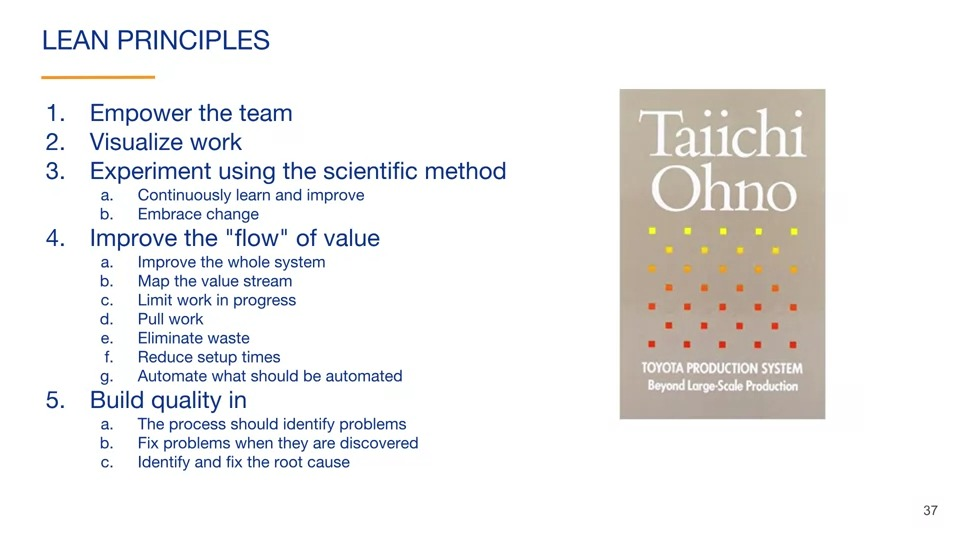 LEAN PRINCIPLES
1. Empower the team
2. Visualize work
3. Experiment using the scientific method
a. Continuously learn and improve
b. Embrace change
4. Improve the "flow" of value
a. Improve the whole system
b. Map the value stream
c. Limit work in progress
d. Pull work
e. Eliminate waste
f. Reduce setup times
g. Automate what should be automated
5. Build quality in
a. The process should identify problems
b. Fix problems when they are discovered
c. Identify and fix the root cause
Taiichi
Ohno
TOYOTA PRODUCTION SYSTEM
Beyond Large-Scale Production
37